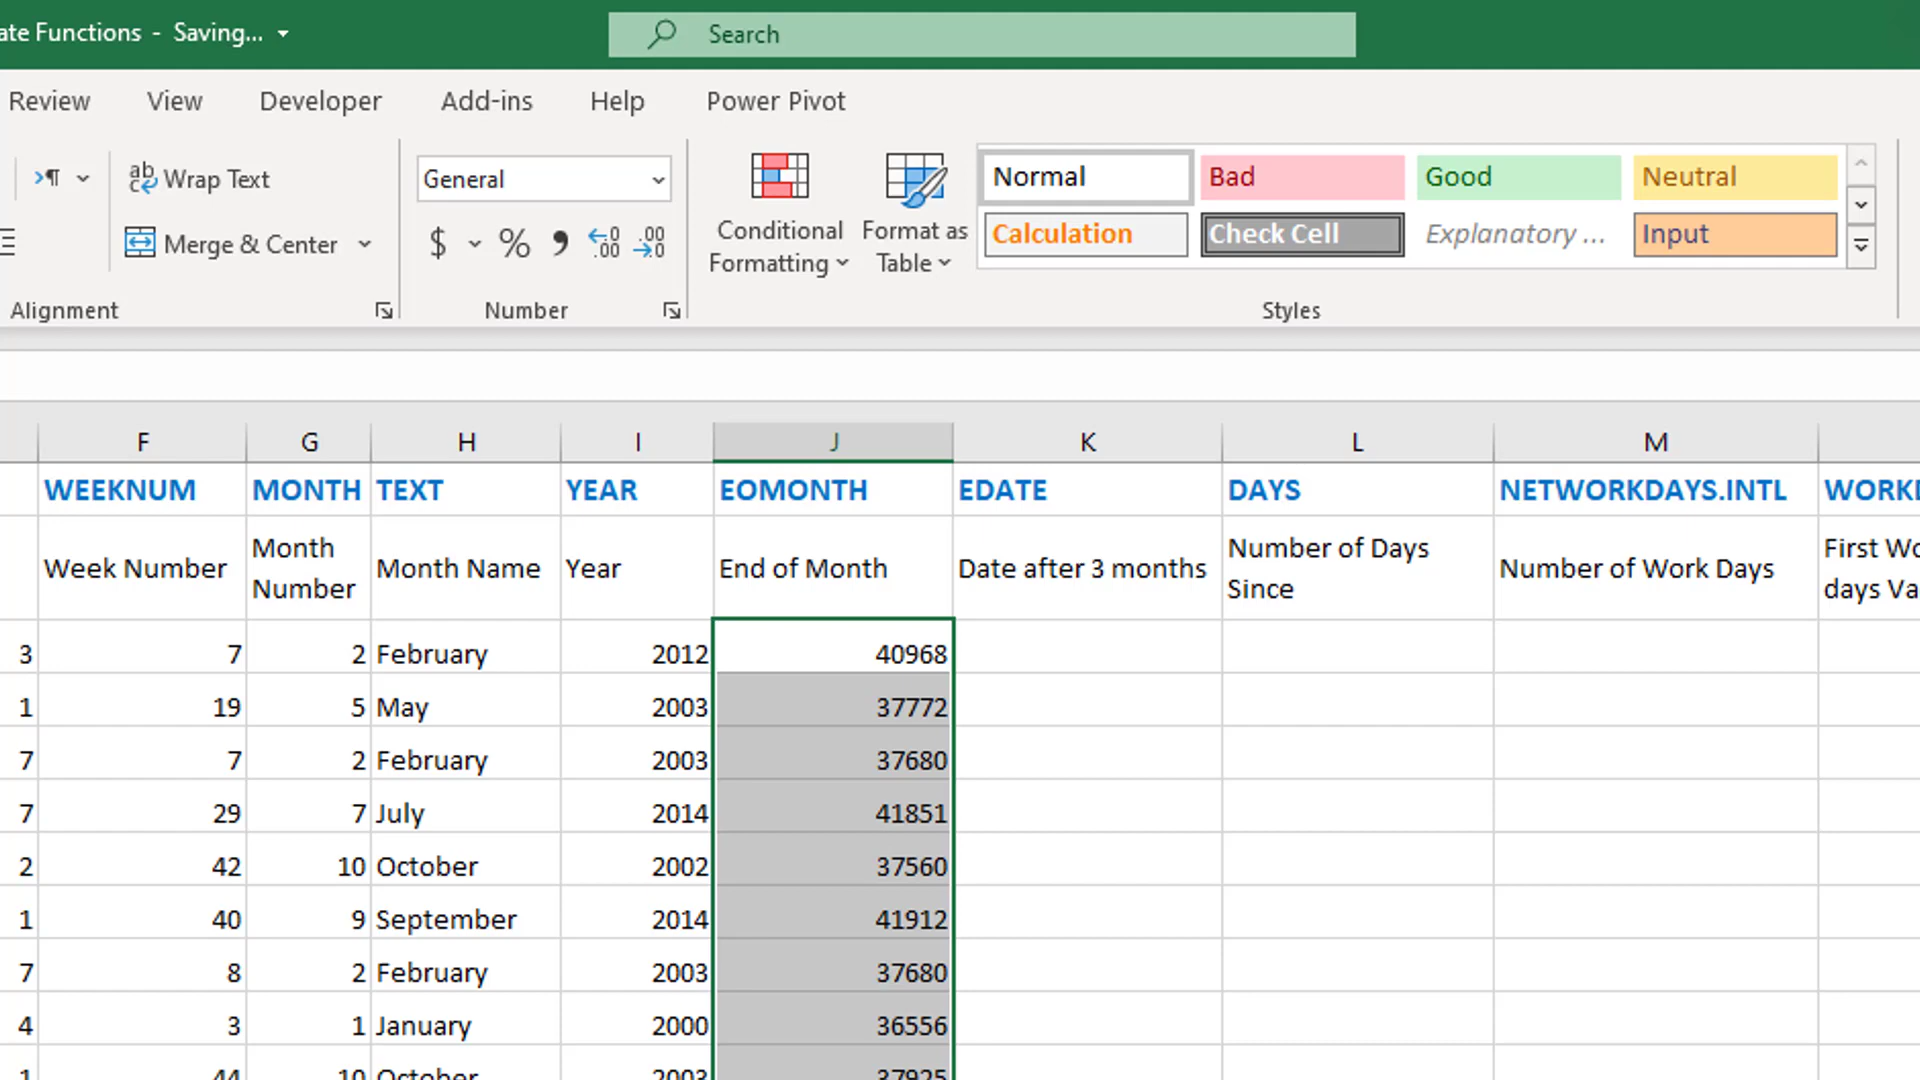 ate Functions - Saving...
Search
Review View Developer Add-ins Help Power Pivot
Wrap Text
General
Merge & Center
$ % , .00 .00
Conditional Formatting
Format as Table
Normal Bad Good Neutral
Calculation Check Cell Explanatory ... Input
Alignment Number Styles
F G H I J K L M
WEEKNUM MONTH TEXT YEAR EOMONTH EDATE DAYS NETWORKDAYS.INTL WORKD
Week Number Month Number Month Name Year End of Month Date after 3 months Number of Days Since Number of Work Days First Wo days Va
3 7 2 February 2012 40968
1 19 5 May 2003 37772
7 7 2 February 2003 37680
7 29 7 July 2014 41851
2 42 10 October 2002 37560
1 40 9 September 2014 41912
7 8 2 February 2003 37680
4 3 1 January 2000 36556
1 44 10 October 2003 37925